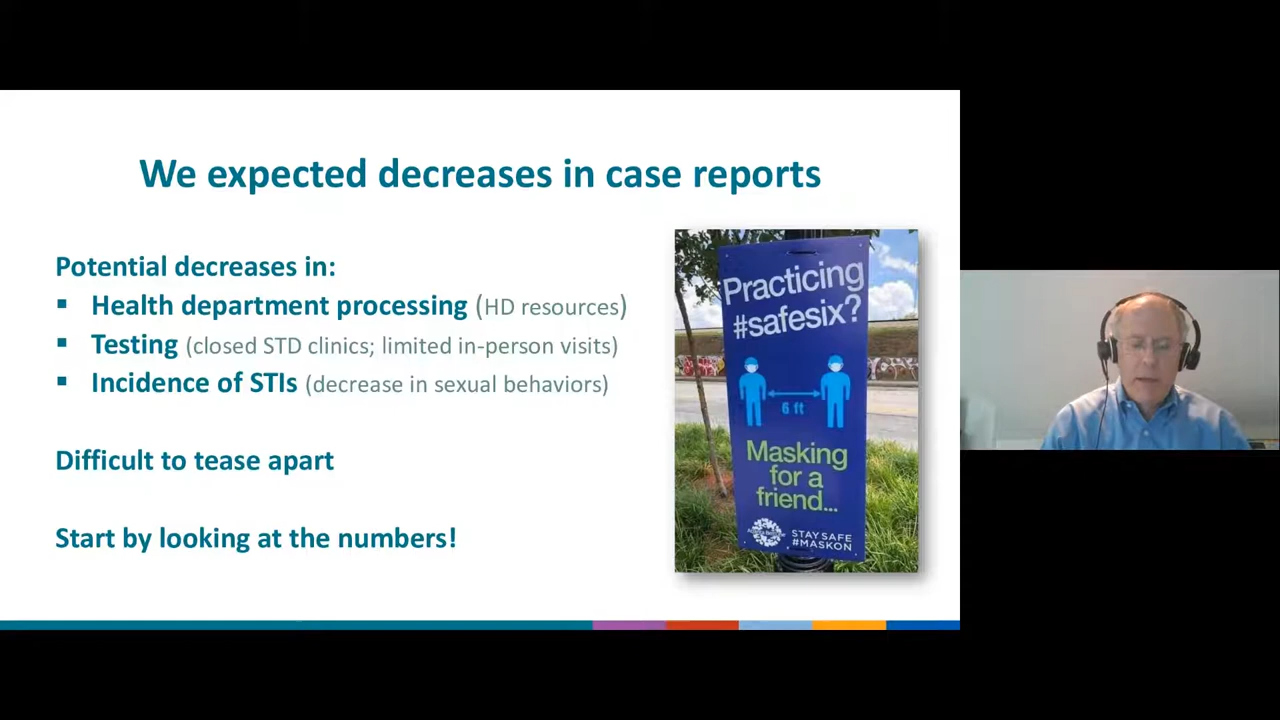 We expected decreases in case reports
Potential decreases in:
▪ Health department processing (HD resources)
▪ Testing (closed STD clinics; limited in-person visits)
▪ Incidence of STIs (decrease in sexual behaviors)
Difficult to tease apart
Start by looking at the numbers!
Practicing
#safesix?
6 ft
Masking
for a
friend...
STAY SAFE
#MASKON